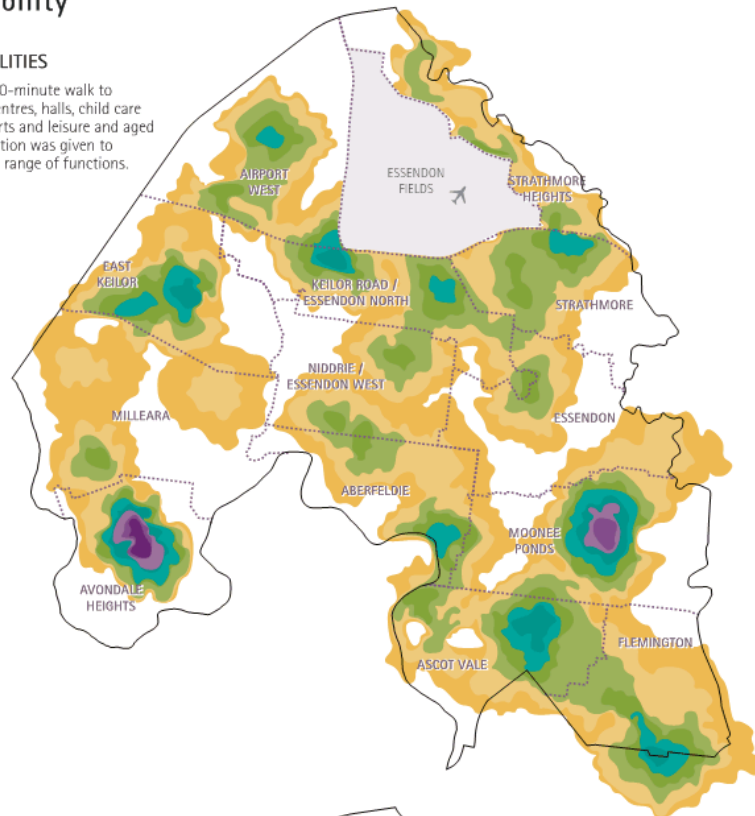 LITIES
0-minute walk to
entres, halls, child care
rts and leisure and aged
tion was given to
range of functions.
ESSENDON
FIELDS
AIRPORT
WEST
STRATHMORE
HEIGHTS
EAST
KEILOR
KEILOR ROAD /
ESSENDON NORTH
STRATHMORE
NIDDRIE /
ESSENDON WEST
MILLEARA
ESSENDON
ABERFELDIE
MOONEE
PONDS
AVONDALE
HEIGHTS
ASCOT VALE
FLEMINGTON